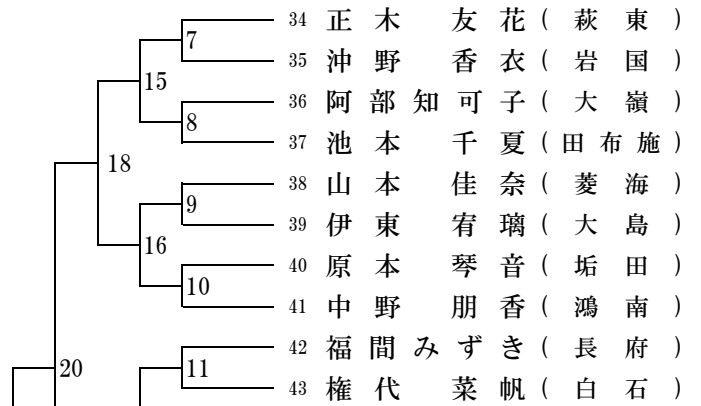 34 正木 友花 ( 萩東 )
7
35 沖野 香衣 ( 岩国 )
15
36 阿部知可子 ( 大嶺 )
8
37 池本 千夏 ( 田布施 )
18
38 山本 佳奈 ( 菱海 )
9
39 伊東 宥璃 ( 大島 )
16
40 原本 琴音 ( 垢田 )
10
41 中野 朋香 ( 鴻南 )
42 福間みずき ( 長府 )
20
11
43 権代 菜帆 ( 白石 )